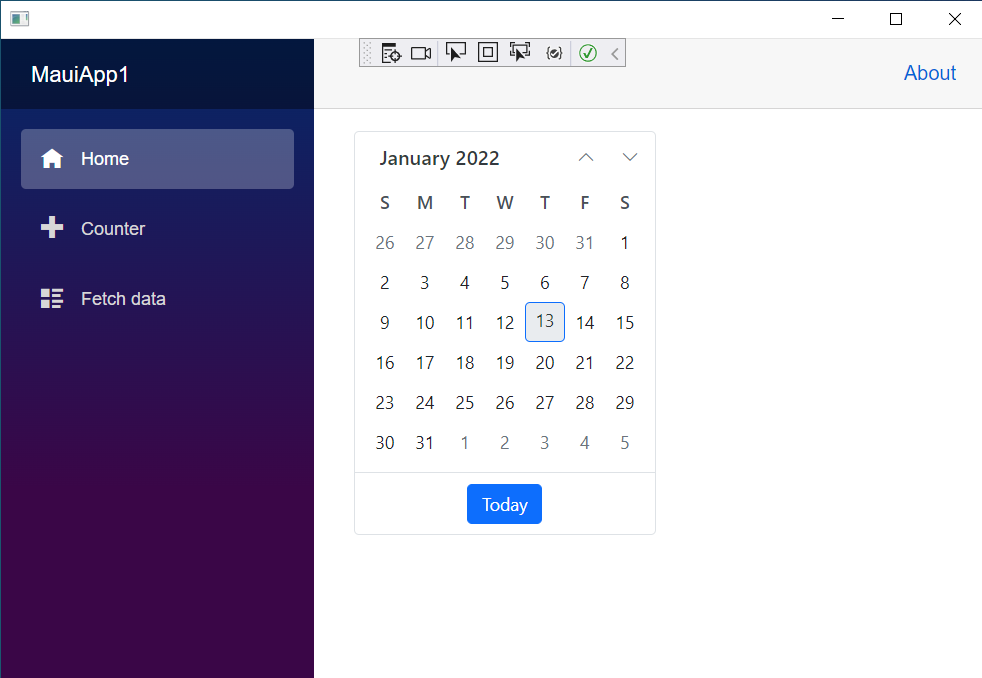 MauiApp1
About
Home
Counter
Fetch data
January 2022
S M T W T F S
26 27 28 29 30 31 1
2 3 4 5 6 7 8
9 10 11 12 13 14 15
16 17 18 19 20 21 22
23 24 25 26 27 28 29
30 31 1 2 3 4 5
Today